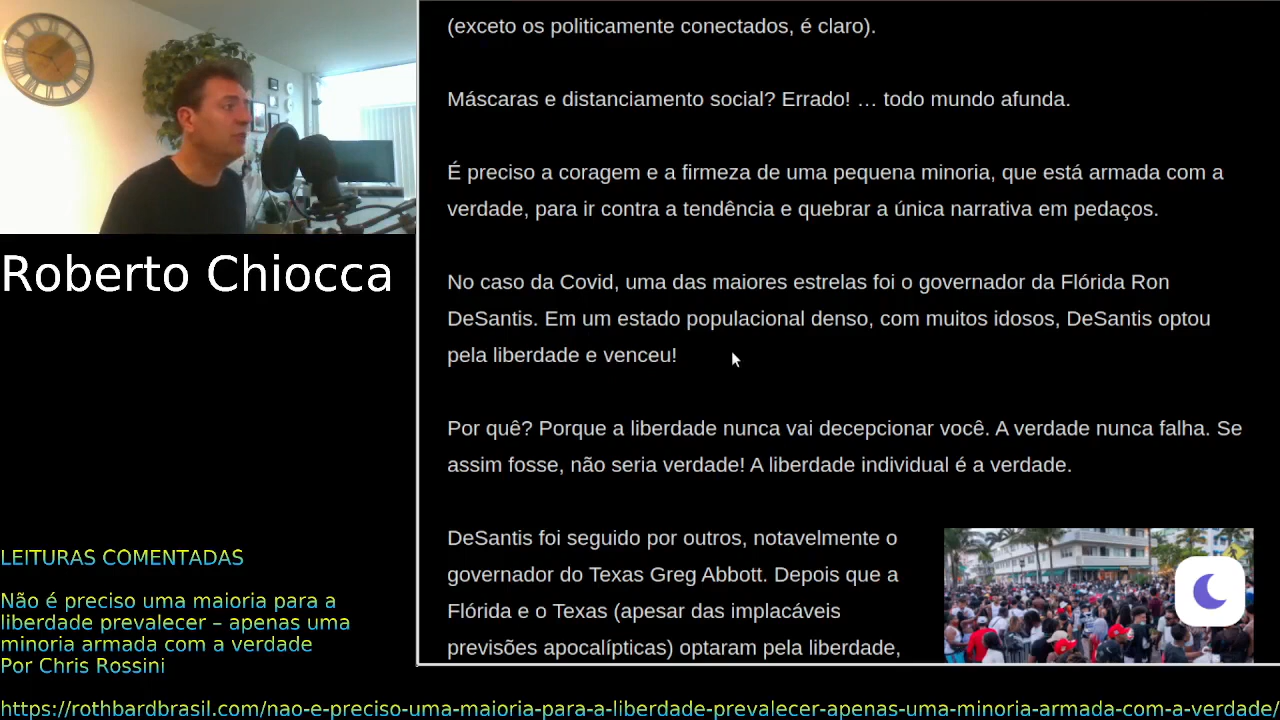 (exceto os politicamente conectados, é claro).
Máscaras e distanciamento social? Errado! … todo mundo afunda.
É preciso a coragem e a firmeza de uma pequena minoria, que está armada com a
verdade, para ir contra a tendência e quebrar a única narrativa em pedaços.
No caso da Covid, uma das maiores estrelas foi o governador da Flórida Ron
DeSantis. Em um estado populacional denso, com muitos idosos, DeSantis optou
pela liberdade e venceu!
Por quê? Porque a liberdade nunca vai decepcionar você. A verdade nunca falha. Se
assim fosse, não seria verdade! A liberdade individual é a verdade.
DeSantis foi seguido por outros, notavelmente o
governador do Texas Greg Abbott. Depois que a
Flórida e o Texas (apesar das implacáveis
previsões apocalípticas) optaram pela liberdade,
Roberto Chiocca
LEITURAS COMENTADAS
Não é preciso uma maioria para a
liberdade prevalecer – apenas uma
minoria armada com a verdade
Por Chris Rossini
https://rothbardbrasil.com/nao-e-preciso-uma-maioria-para-a-liberdade-prevalecer-apenas-uma-minoria-armada-com-a-verdade/